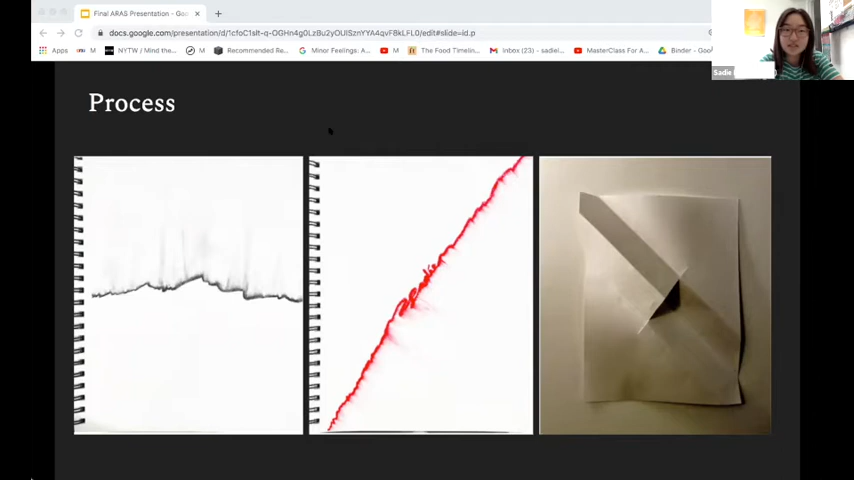 Final ARAS Presentation - Goo
docs.google.com/presentation/d/1cfoC1slt-q-OGHn4g0LzBu2yOUISznYYA4qvF8kLFL0/edit#slide=id.p
Apps
M
NYTW / Mind the
M
Recommended Re..
Minor Feelings: A
M
The Food Timelin...
Inbox (23) - sadiel
MasterClass For A..
Binder - Goo
Sadie
Process